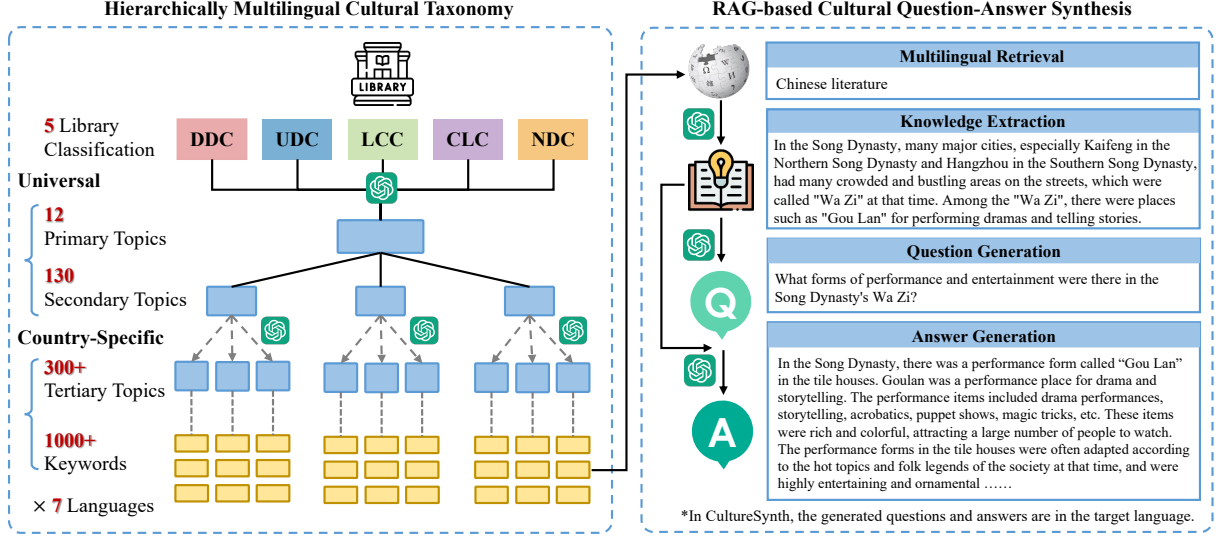 Hierarchically Multilingual Cultural Taxonomy
LIBRARY
5 Library
Classification
DDC
UDC
LCC
CLC
NDC
Universal
12
Primary Topics
130
Secondary Topics
Country-Specific
300+
Tertiary Topics
1000+
Keywords
× 7 Languages
RAG-based Cultural Question-Answer Synthesis
Multilingual Retrieval
Chinese literature
Knowledge Extraction
In the Song Dynasty, many major cities, especially Kaifeng in the
Northern Song Dynasty and Hangzhou in the Southern Song Dynasty,
had many crowded and bustling areas on the streets, which were
called "Wa Zi" at that time. Among the "Wa Zi", there were places
such as "Gou Lan" for performing dramas and telling stories.
Question Generation
Q
What forms of performance and entertainment were there in the
Song Dynasty's Wa Zi?
Answer Generation
A
In the Song Dynasty, there was a performance form called “Gou Lan”
in the tile houses. Goulan was a performance place for drama and
storytelling. The performance items included drama performances,
storytelling, acrobatics, puppet shows, magic tricks, etc. These items
were rich and colorful, attracting a large number of people to watch.
The performance forms in the tile houses were often adapted according
to the hot topics and folk legends of the society at that time, and were
highly entertaining and ornamental ……
*In CultureSynth, the generated questions and answers are in the target language.